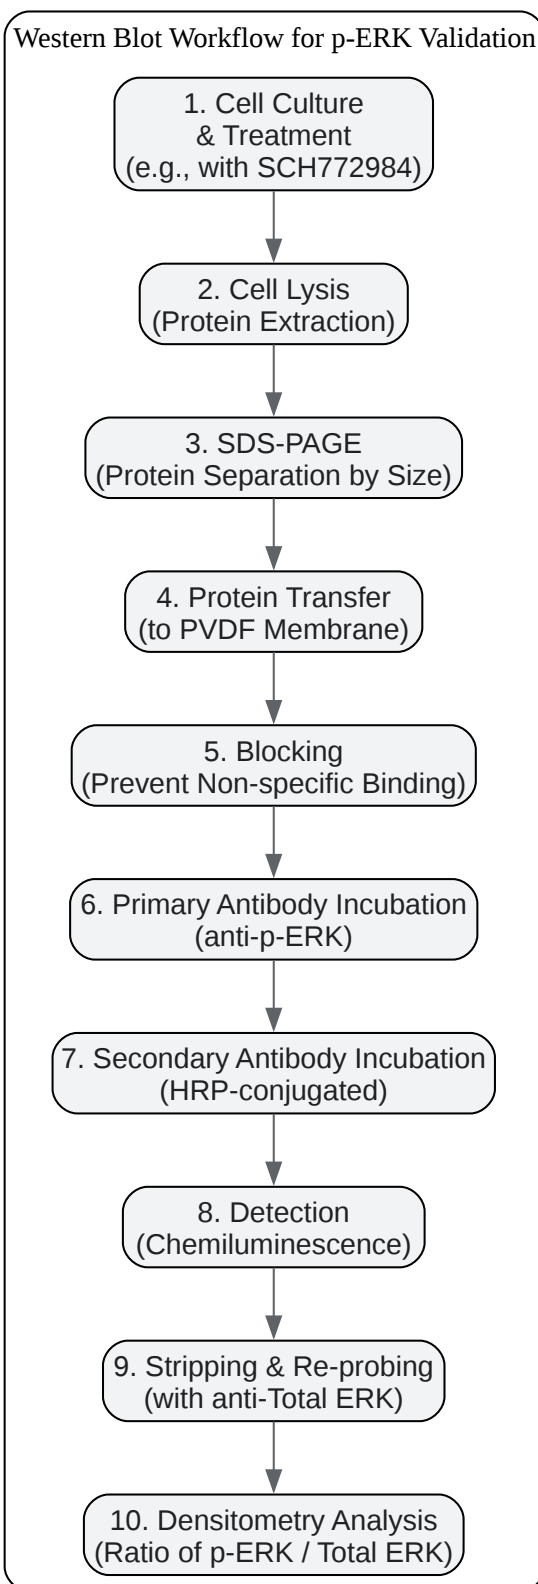 Western Blot Workflow for p-ERK Validation
1. Cell Culture
& Treatment
(e.g., with SCH772984)
2. Cell Lysis
(Protein Extraction)
3. SDS-PAGE
(Protein Separation by Size)
4. Protein Transfer
(to PVDF Membrane)
5. Blocking
(Prevent Non-specific Binding)
6. Primary Antibody Incubation
(anti-p-ERK)
7. Secondary Antibody Incubation
(HRP-conjugated)
8. Detection
(Chemiluminescence)
9. Stripping & Re-probing
(with anti-Total ERK)
10. Densitometry Analysis
(Ratio of p-ERK / Total ERK)